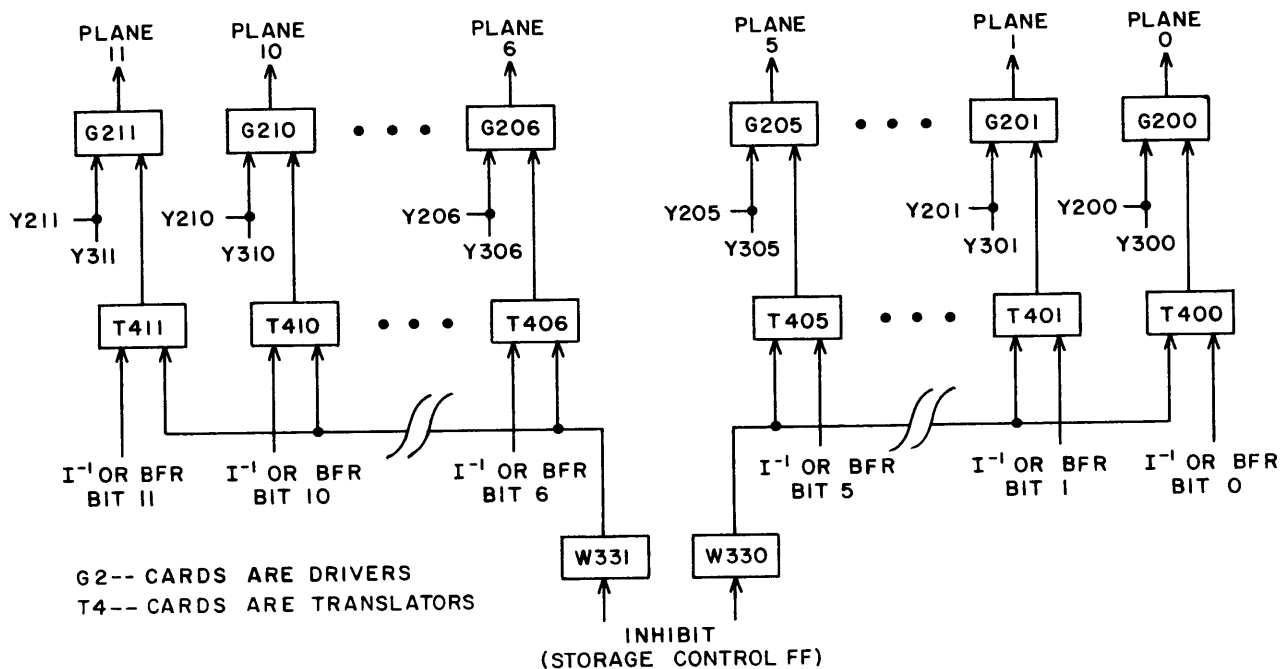 PLANE 11
PLANE 10
PLANE 6
PLANE 5
PLANE 1
PLANE 0
G211
G210
• • •
G206
G205
• • •
G201
G200
Y211
Y311
Y210
Y310
Y206
Y306
Y205
Y305
Y201
Y301
Y200
Y300
T411
T410
• • •
T406
T405
• • •
T401
T400
I⁻¹ OR BFR
BIT 11
I⁻¹ OR BFR
BIT 10
I⁻¹ OR BFR
BIT 6
I⁻¹ OR BFR
BIT 5
I⁻¹ OR BFR
BIT 1
I⁻¹ OR BFR
BIT 0
W331
W330
G2-- CARDS ARE DRIVERS
T4-- CARDS ARE TRANSLATORS
INHIBIT
(STORAGE CONTROL FF)